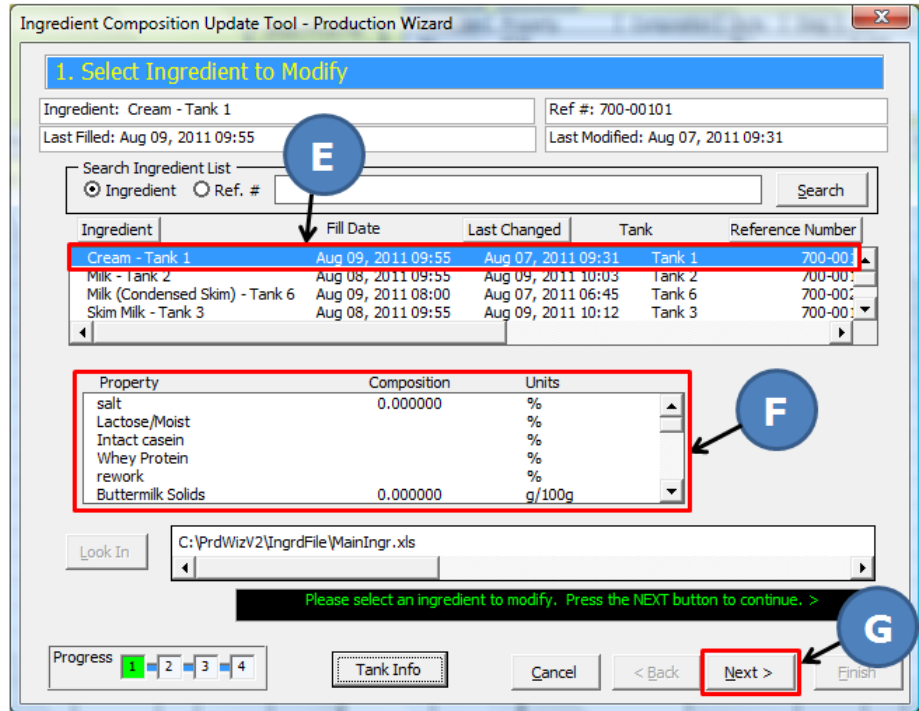 Ingredient Composition Update Tool - Production Wizard
x
1. Select Ingredient to Modify
Ingredient: Cream - Tank 1 Ref #: 700-00101
Last Filled: Aug 09, 2011 09:55 Last Modified: Aug 07, 2011 09:31
E
Search Ingredient List
Ingredient Ref. # Search
Ingredient Fill Date Last Changed Tank Reference Number
Cream - Tank 1 Aug 09, 2011 09:55 Aug 07, 2011 09:31 Tank 1 700-001
Milk - Tank 2 Aug 08, 2011 09:55 Aug 09, 2011 10:03 Tank 2 700-001
Milk (Condensed Skim) - Tank 6 Aug 09, 2011 08:00 Aug 07, 2011 06:45 Tank 6 700-002
Skim Milk - Tank 3 Aug 08, 2011 09:55 Aug 09, 2011 10:12 Tank 3 700-001
Property Composition Units
salt 0.000000 %
Lactose/Moist %
Intact casein %
Whey Protein %
rework %
Buttermilk Solids 0.000000 g/100g
F
Look In C:\PrdWizV2\IngrdFile\MainIngr.xls
Please select an ingredient to modify. Press the NEXT button to continue. >
G
Progress 1 2 3 4 Tank Info Cancel < Back Next > Finish